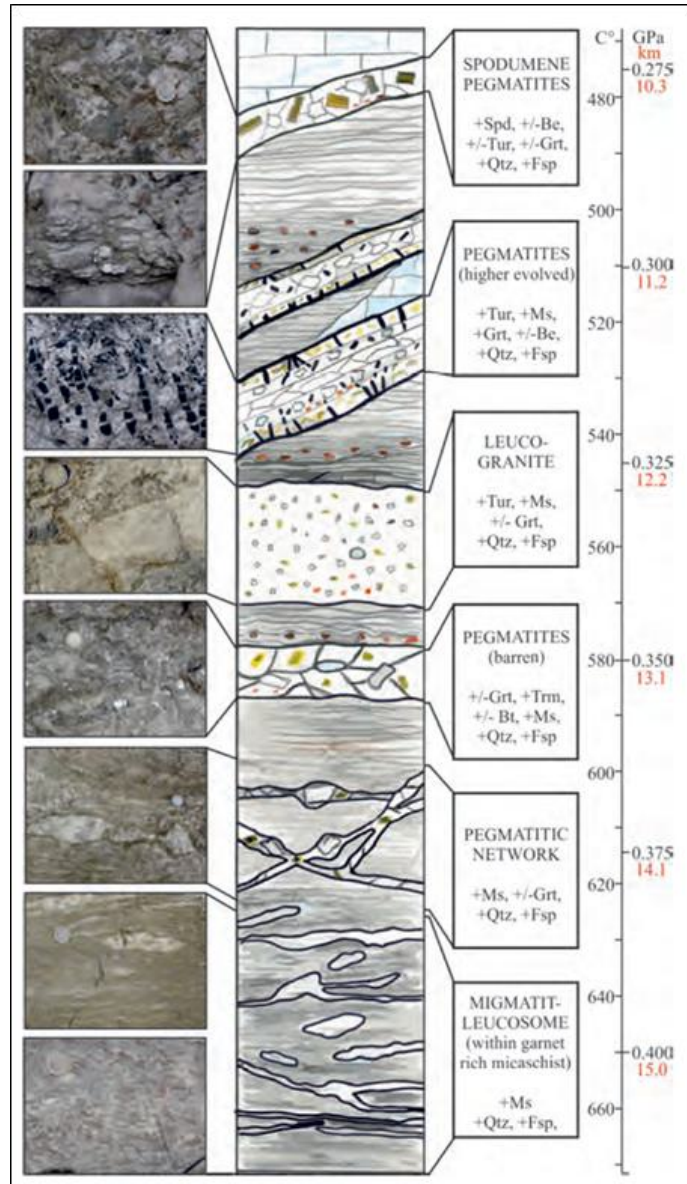 C° GPa
km
0.275
10.3
480
500
0.300
11.2
520
540
0.325
12.2
560
580
0.350
13.1
600
0.375
14.1
620
640
0.400
15.0
660
SPODUMENE
PEGMATITES
+Spd, +/-Be,
+/-Tur, +/-Grt,
+Qtz, +Fsp
PEGMATITES
(higher evolved)
+Tur, +Ms,
+Grt, +/-Be,
+Qtz, +Fsp
LEUCO-
GRANITE
+Tur, +Ms,
+/- Grt,
+Qtz, +Fsp
PEGMATITES
(barren)
+/-Grt, +Trm,
+/- Bt, +Ms,
+Qtz, +Fsp
PEGMATITIC
NETWORK
+Ms, +/-Grt,
+Qtz, +Fsp
MIGMATIT-
LEUCOSOME
(within garnet
rich micaschist)
+Ms
+Qtz, +Fsp,